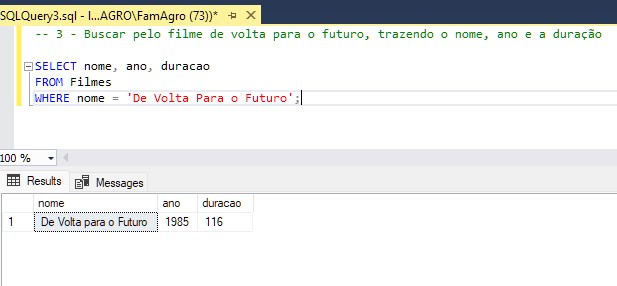 SQLQuery3.sql - l...AGRO\FamAgro (73))*
-- 3 - Buscar pelo filme de volta para o futuro, trazendo o nome, ano e a duração
SELECT nome, ano, duracao
FROM Filmes
WHERE nome = 'De Volta Para o Futuro';
100 %
Results Messages
nome ano duracao
1 De Volta para o Futuro 1985 116